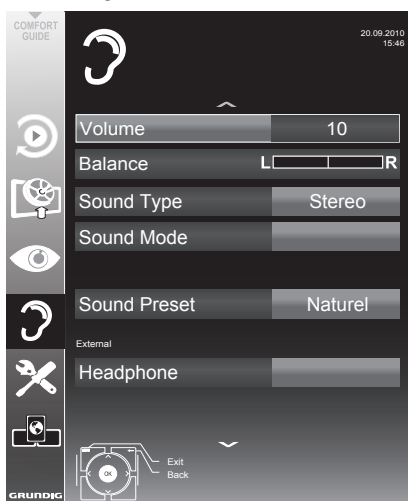 COMFORT
GUIDE
20.09.2010
15:46
Volume 10
Balance L R
Sound Type Stereo
Sound Mode
Sound Preset Naturel
External
Headphone
OK
Exit
Back
GRUNDIG